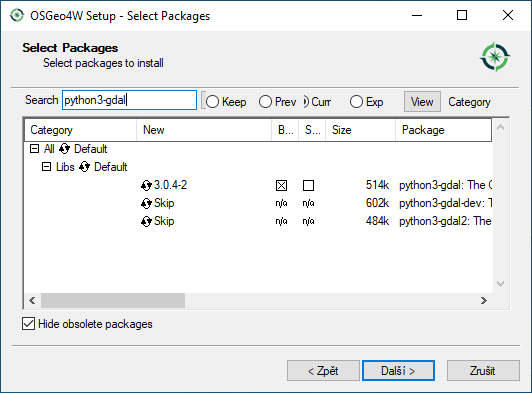 OSGeo4W Setup - Select Packages
Select Packages
Select packages to install
Search python3-gdal Keep Prev Curr Exp View Category
Category New B... S... Size Package
All Default
Libs Default
3.0.4-2 514k python3-gdal: The
Skip n/a n/a 602k python3-gdal-dev:
Skip n/a n/a 484k python3-gdal2: The
Hide obsolete packages
< Zpět Další > Zrušit